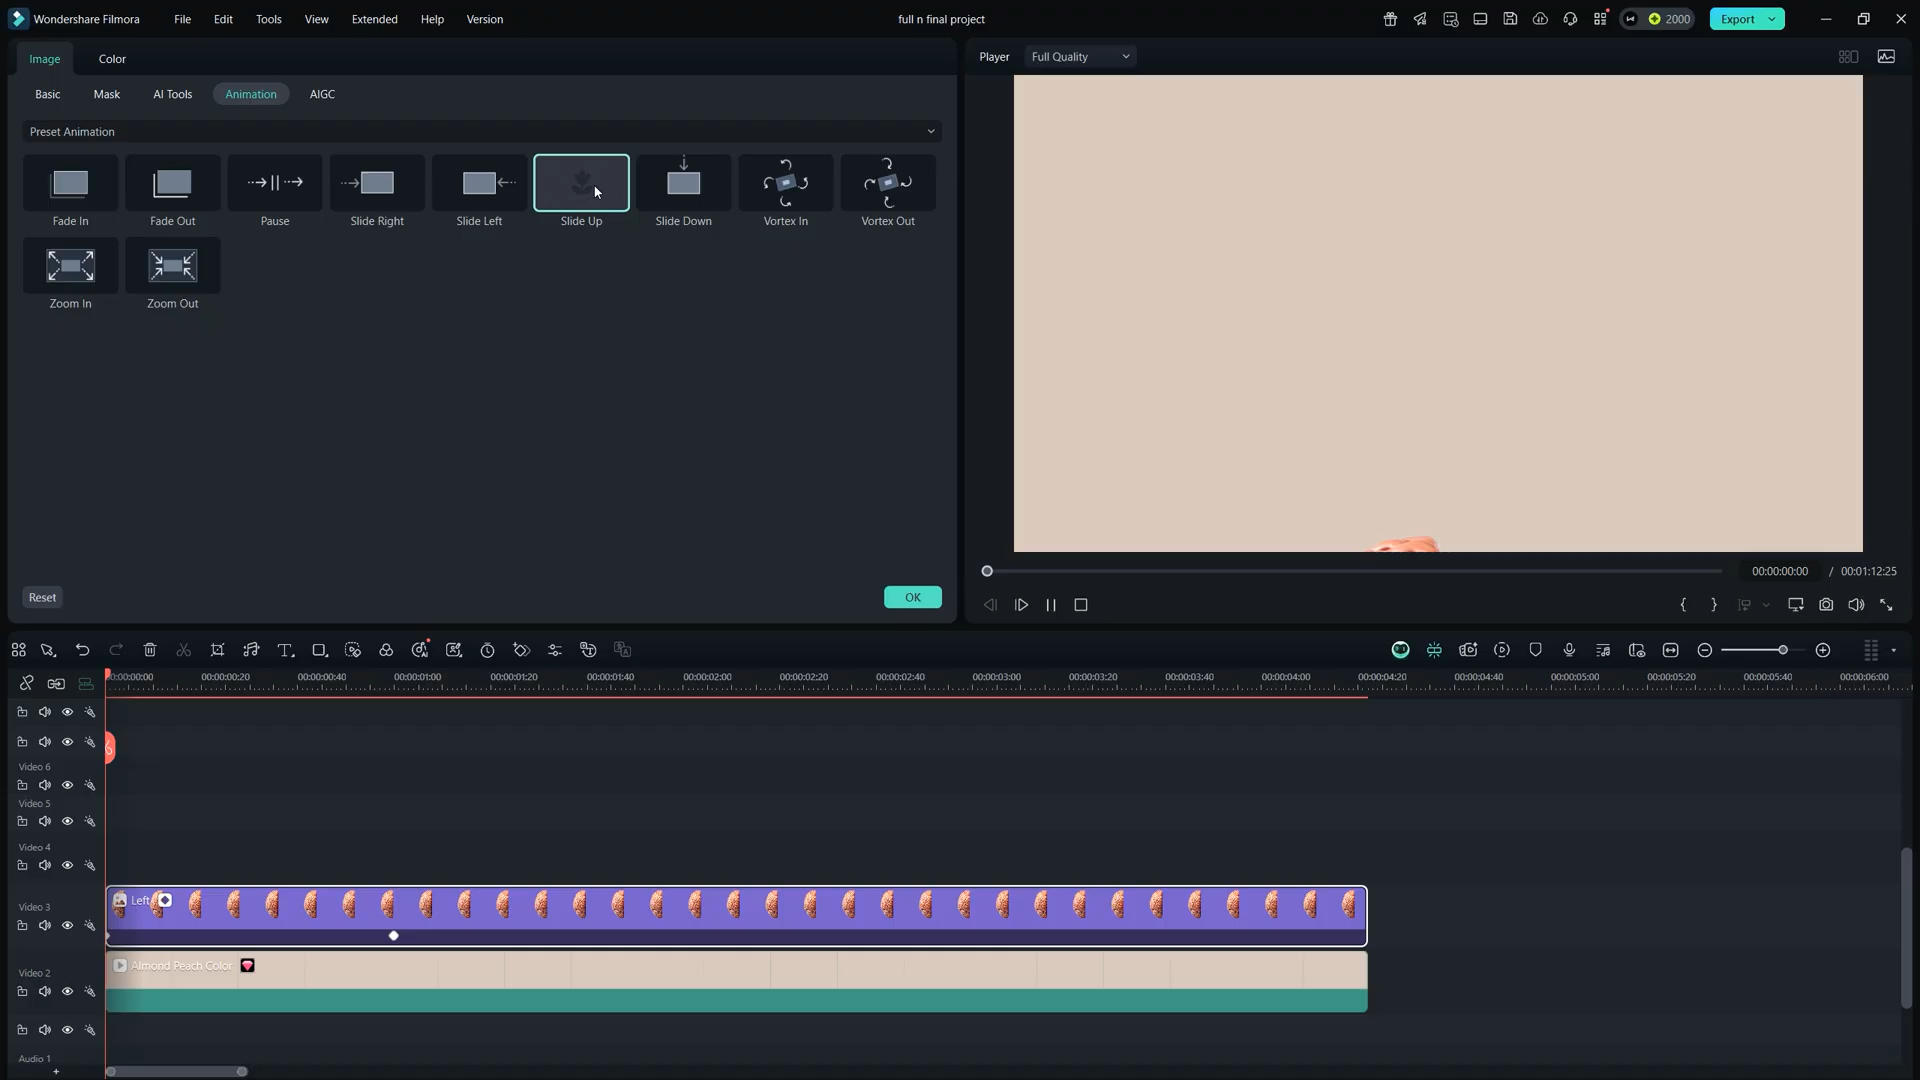 Wondershare Filmora File Edit Tools View Extended Help Version full n final project 2000 Export
Image Color
Basic Mask AI Tools Animation AIGC
Preset Animation
Fade In Fade Out Pause Slide Right Slide Left Slide Up Slide Down Vortex In Vortex Out
Zoom In Zoom Out
Reset OK
Player Full Quality
00:00:00:00 / 00:01:12:25
00:00:00:00 00:00:00:20 00:00:00:40 00:00:01:00 00:00:01:20 00:00:01:40 00:00:02:00 00:00:02:20 00:00:02:40 00:00:03:00 00:00:03:20 00:00:03:40 00:00:04:00 00:00:04:20 00:00:04:40 00:00:05:00 00:00:05:20 00:00:05:40 00:00:06:00
Video 6
Video 5
Video 4
Video 3
Left
Video 2
Almond Peach Color
Audio 1